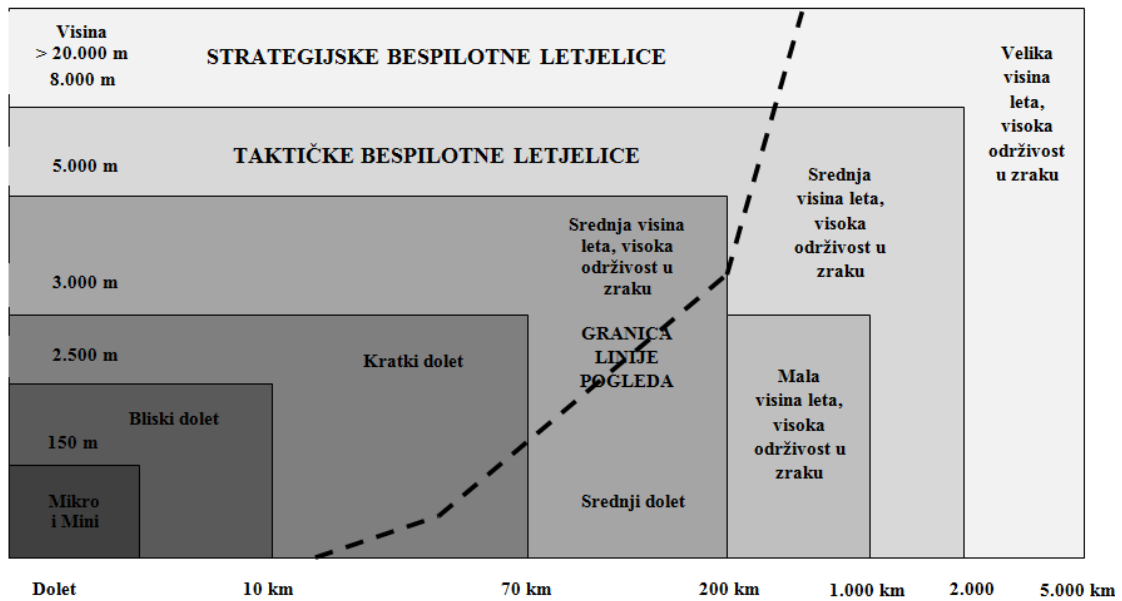 Visina
> 20.000 m
8.000 m
STRATEGIJSKE BESPILOTNE LETJELICE
Velika
visina
leta,
visoka
održivost
u zraku
5.000 m
TAKTIČKE BESPILOTNE LETJELICE
Srednja
visina leta,
visoka
održivost u
zraku
Srednja visina
leta, visoka
održivost u
zraku
3.000 m
GRANICA
LINIJE
POGLEDA
2.500 m
Kratki dolet
Mala
visina leta,
visoka
održivost u
zraku
Bliski dolet
150 m
Mikro
i Mini
Srednji dolet
Dolet
10 km
70 km
200 km
1.000 km
2.000
5.000 km